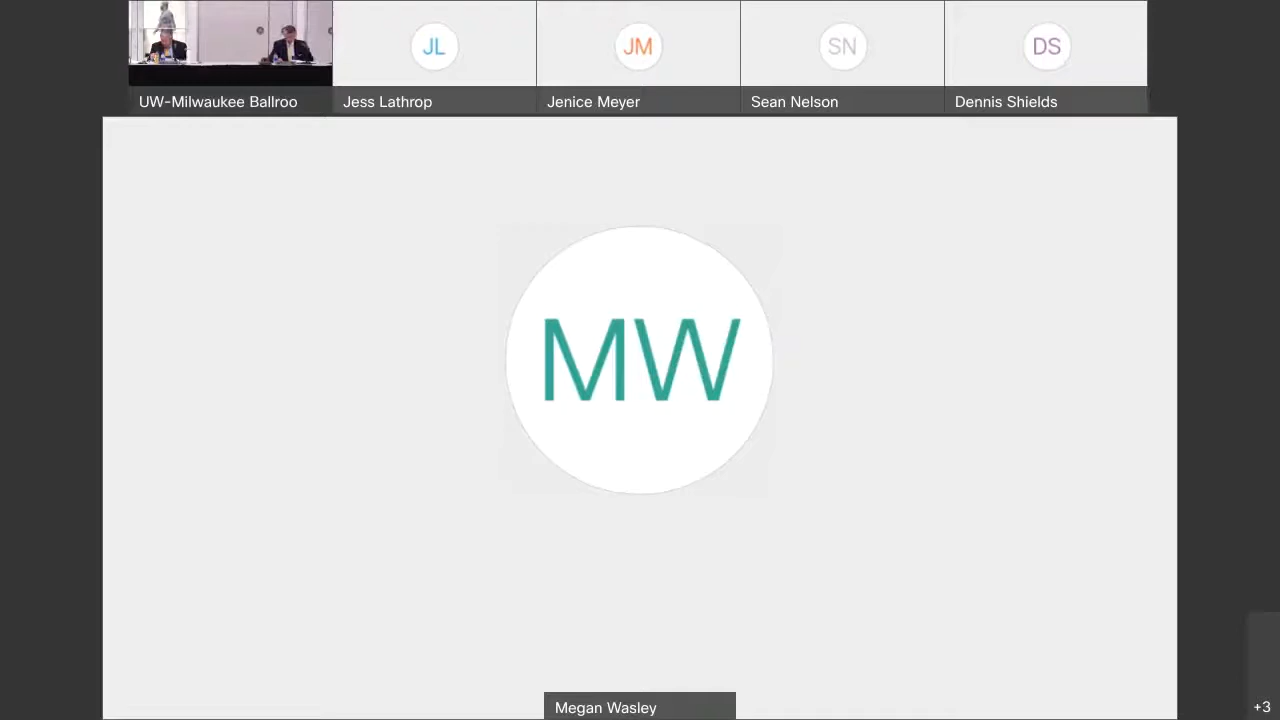 JL
JM
SN
DS
UW-Milwaukee Ballroo
Jess Lathrop
Jenice Meyer
Sean Nelson
Dennis Shields
MW
Megan Wasley
+3